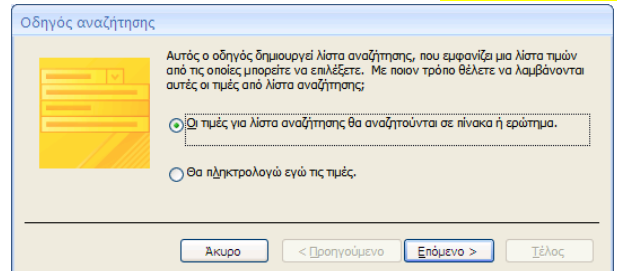 Οδηγός αναζήτησης
Αυτός ο οδηγός δημιουργεί λίστα αναζήτησης, που εμφανίζει μια λίστα τιμών
από τις οποίες μπορείτε να επιλέξετε. Με ποιον τρόπο θέλετε να λαμβάνονται
αυτές οι τιμές από λίστα αναζήτησης;
Οι τιμές για λίστα αναζήτησης θα αναζητούνται σε πίνακα ή ερώτημα.
Θα πληκτρολογώ εγώ τις τιμές.
Άκυρο
< Προηγούμενο
Επόμενο >
Τέλος